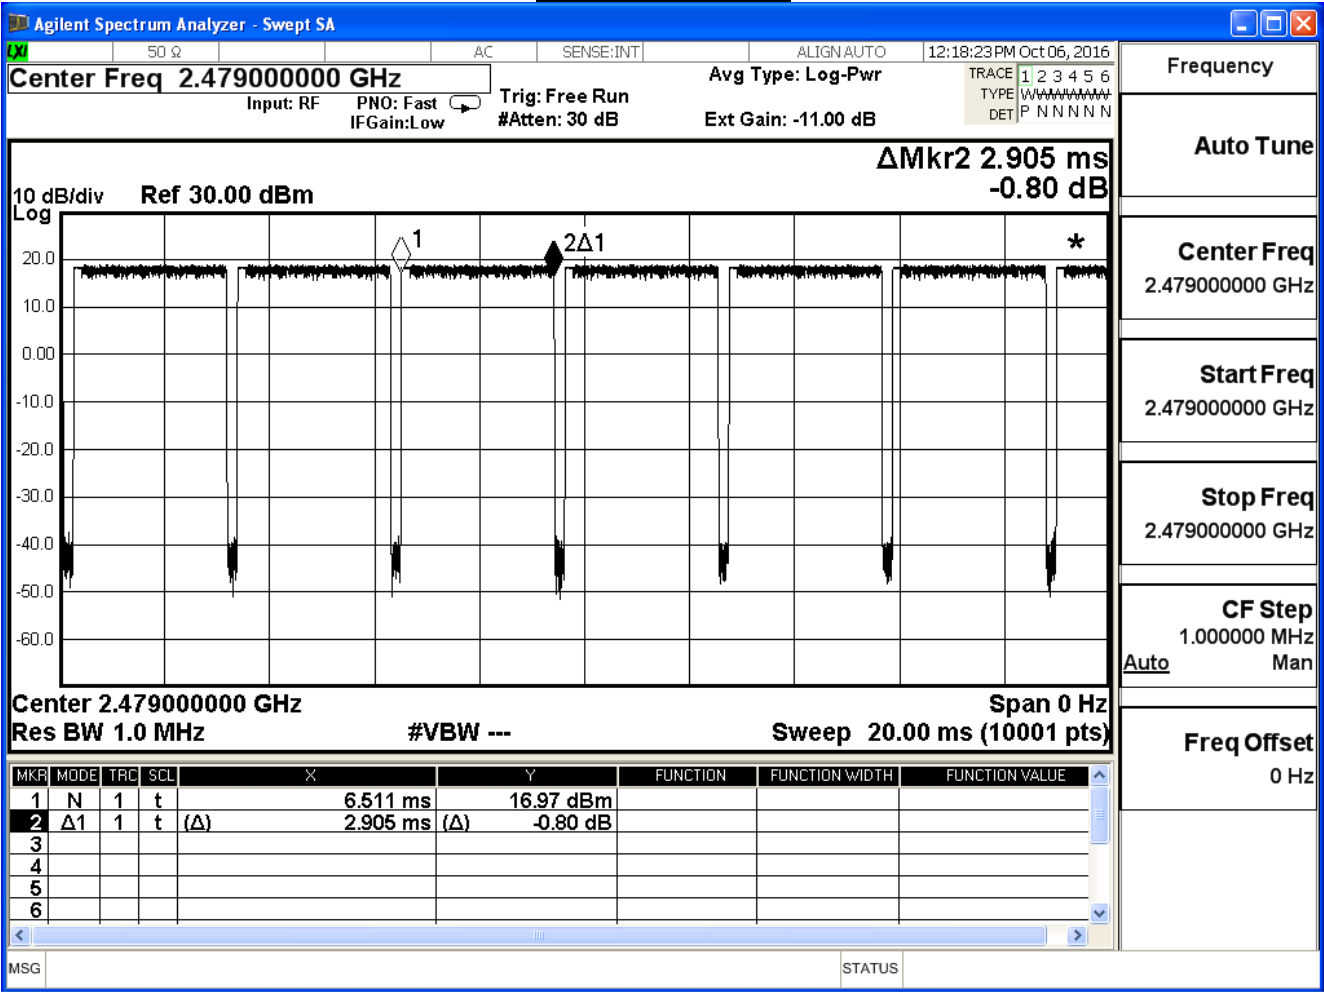 Agilent Spectrum Analyzer - Swept SA
LXI 50 Ω AC SENSE:INT ALIGN AUTO 12:18:23 PM Oct 06, 2016
Center Freq 2.479000000 GHz
Input: RF PNO: Fast IFGain:Low
Trig: Free Run
#Atten: 30 dB
Avg Type: Log-Pwr
Ext Gain: -11.00 dB
TRACE 1 2 3 4 5 6
TYPE WWWWWW
DET P N N N N N
ΔMkr2 2.905 ms
-0.80 dB
10 dB/div Ref 30.00 dBm
Log
1
2Δ1
*
20.0
10.0
0.00
-10.0
-20.0
-30.0
-40.0
-50.0
-60.0
Center 2.479000000 GHz Span 0 Hz
Res BW 1.0 MHz #VBW --- Sweep 20.00 ms (10001 pts)
MKR MODE TRC SCL X Y FUNCTION FUNCTION WIDTH FUNCTION VALUE
1 N 1 t 6.511 ms 16.97 dBm
2 Δ1 1 t (Δ) 2.905 ms (Δ) -0.80 dB
3
4
5
6
MSG STATUS
Frequency
Auto Tune
Center Freq
2.479000000 GHz
Start Freq
2.479000000 GHz
Stop Freq
2.479000000 GHz
CF Step
1.000000 MHz
Auto Man
Freq Offset
0 Hz